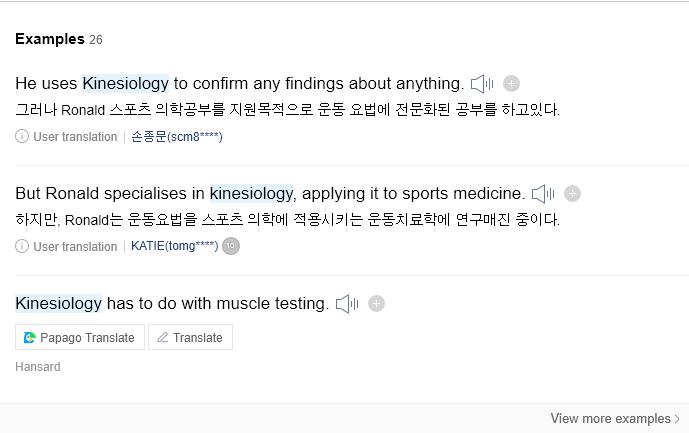 Examples 26
He uses Kinesiology to confirm any findings about anything.
그러나 Ronald 스포츠 의학공부를 지원목적으로 운동 요법에 전문화된 공부를 하고있다.
User translation | 손종문(scm8****)
But Ronald specialises in kinesiology, applying it to sports medicine.
하지만, Ronald는 운동요법을 스포츠 의학에 적용시키는 운동치료학에 연구매진 중이다.
User translation | KATIE(tomg****) 10
Kinesiology has to do with muscle testing.
Papago Translate Translate
Hansard
View more examples